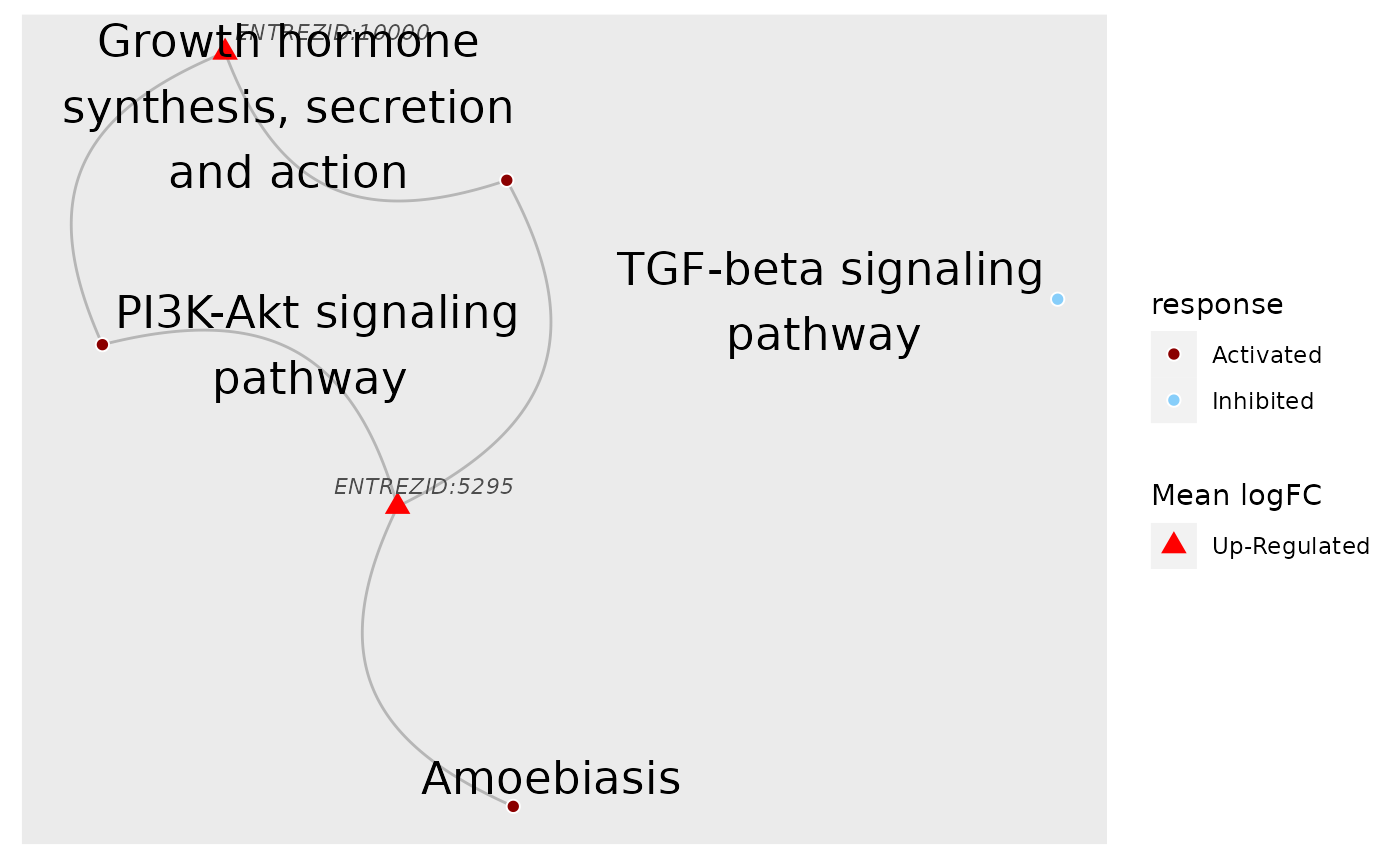 ENTREZID:10000
Growth hormone
synthesis, secretion
and action
TGF-beta signaling
pathway
PI3K-Akt signaling
pathway
ENTREZID:5295
Amoebiasis
response
Activated
Inhibited
Mean logFC
Up-Regulated